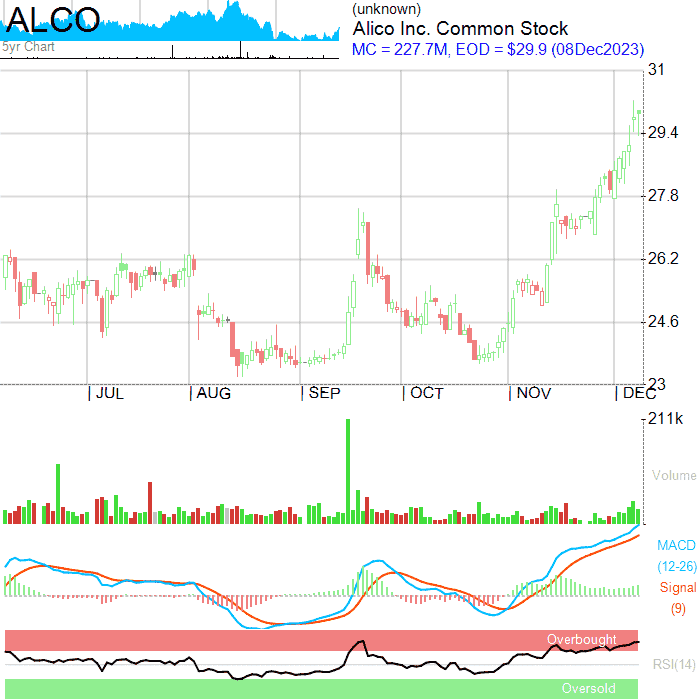 ALCO
5yr Chart
(unknown)
Alico Inc. Common Stock
MC = 227.7M, EOD = $29.9 (08Dec2023)
31
29.4
27.8
26.2
24.6
23
JUL AUG SEP OCT NOV DEC
211k
Volume
MACD
(12-26)
Signal
(9)
Overbought
RSI(14)
Oversold